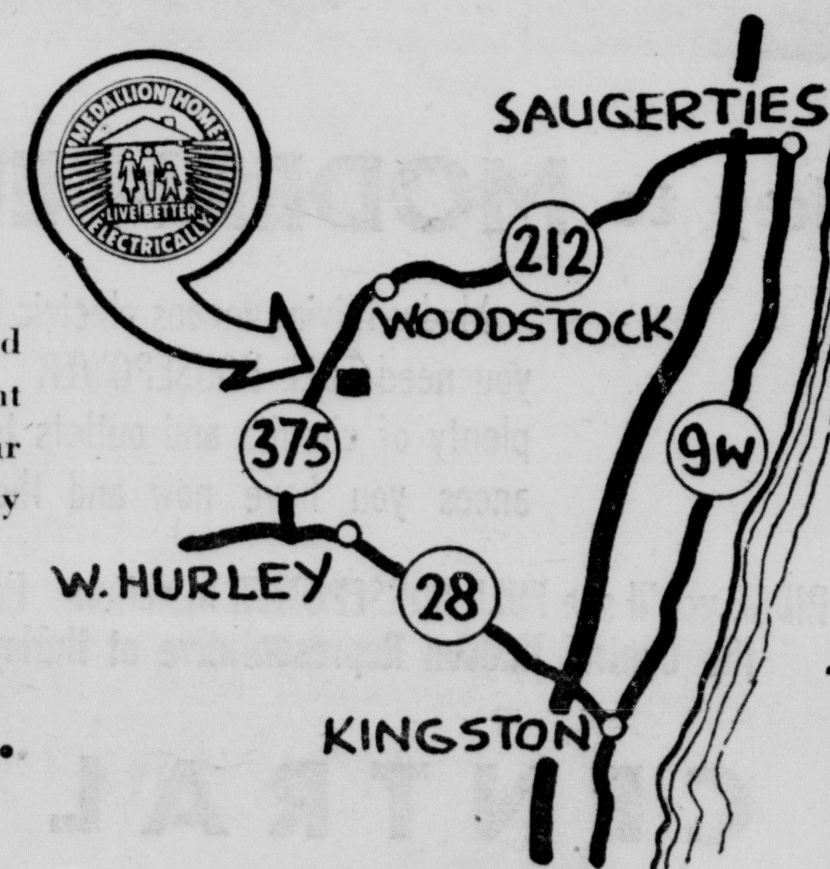 MEDALLION HOME
LIVE BETTER
ELECTRICALLY
SAUGERTIES
212
WOODSTOCK
375
9W
W. HURLEY
28
KINGSTON